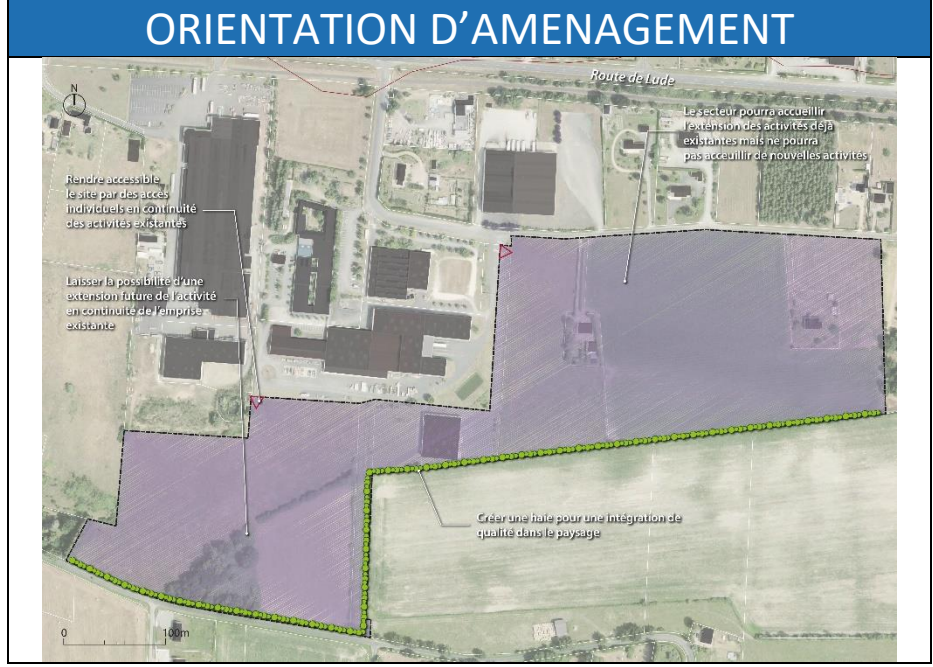 ORIENTATION D'AMENAGEMENT
Route de Lude
N
Le secteur pourra accueillir
l'extension des activités déjà
existantes mais ne pourra
pas acceuillir de nouvelles activités
Rendre accessible
le site par des accès
individuels en continuité
des activités existantes
Laisser la possibilité d'une
extension future de l'activité
en continuité de l'emprise
existante
Créer une haie pour une intégration de
qualité dans le paysage
0 100m